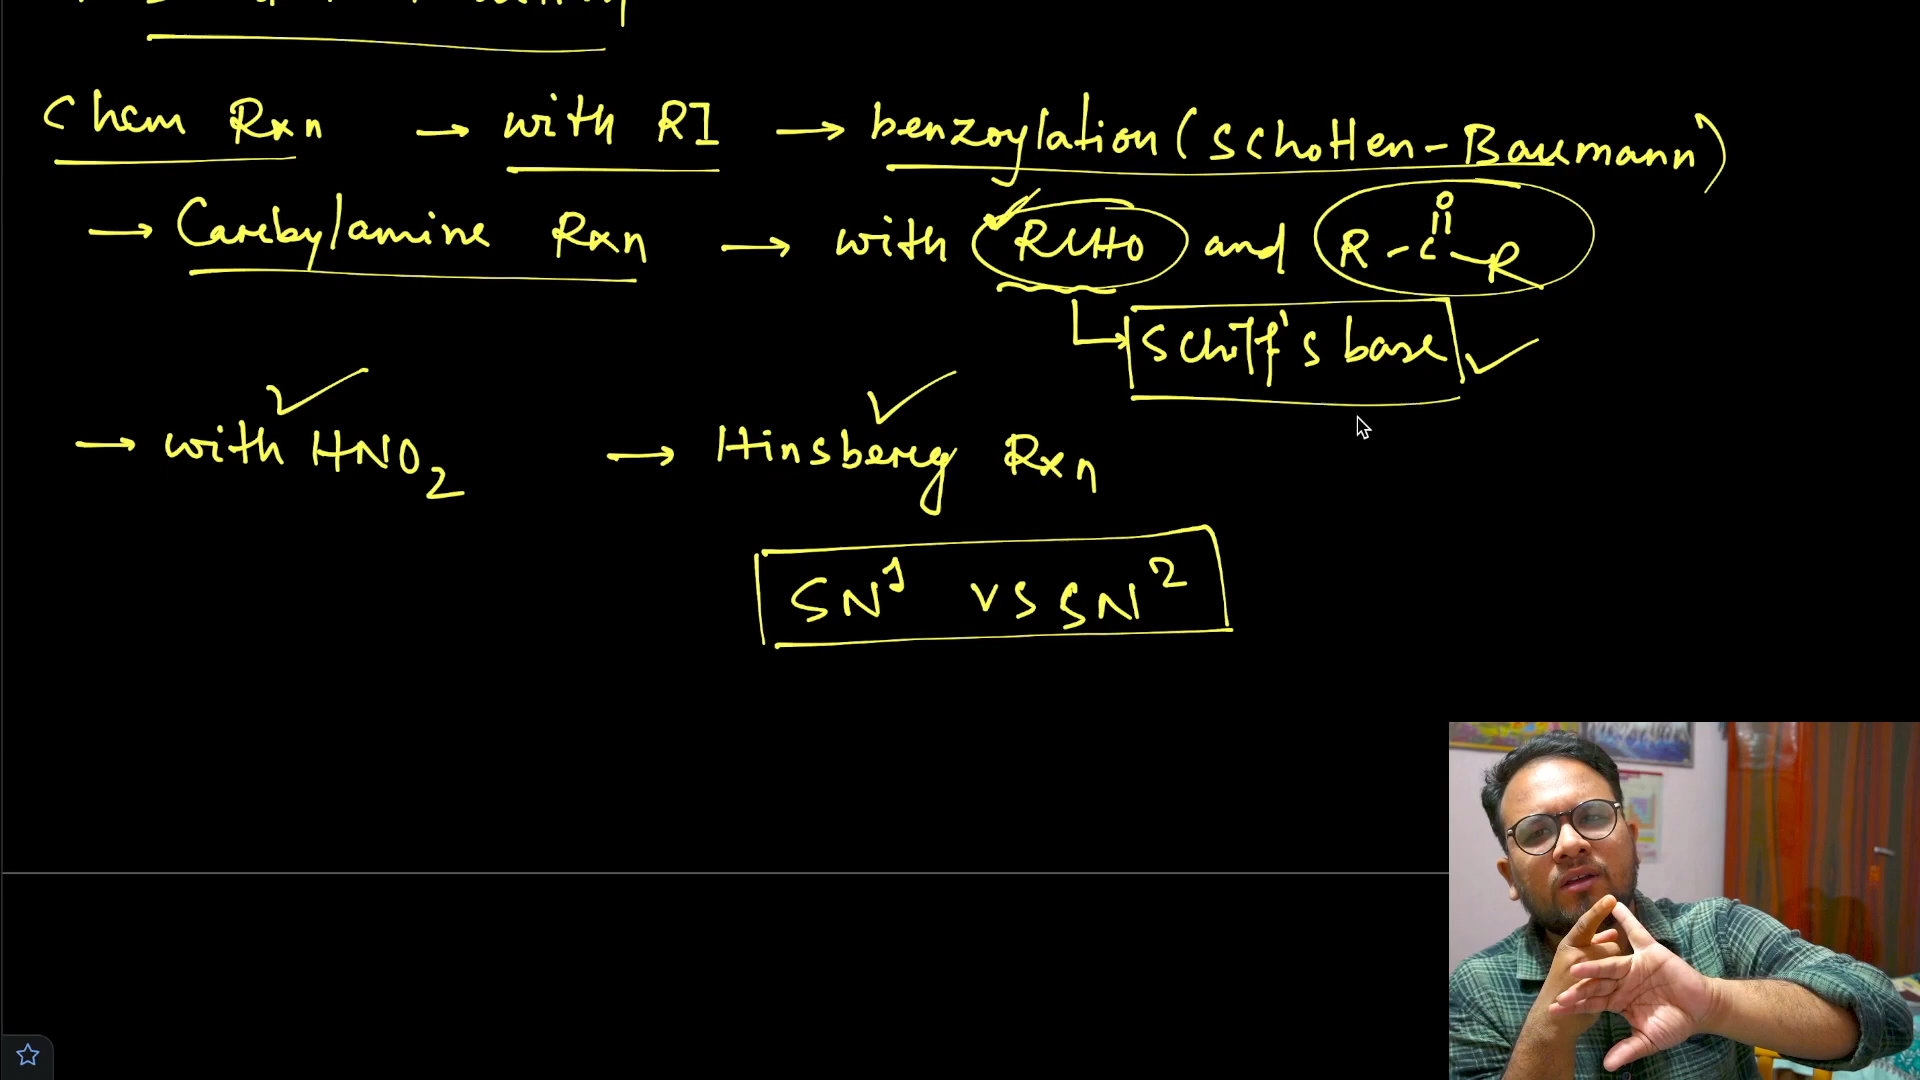 Chem Rxn → with RI → benzoylation (Schotten-Baumann)
→ Carbylamine Rxn → with RCHO and R-C-R
O
Schiff's base
→ with HNO2 → Hinsberg Rxn
SN1 vs SN2